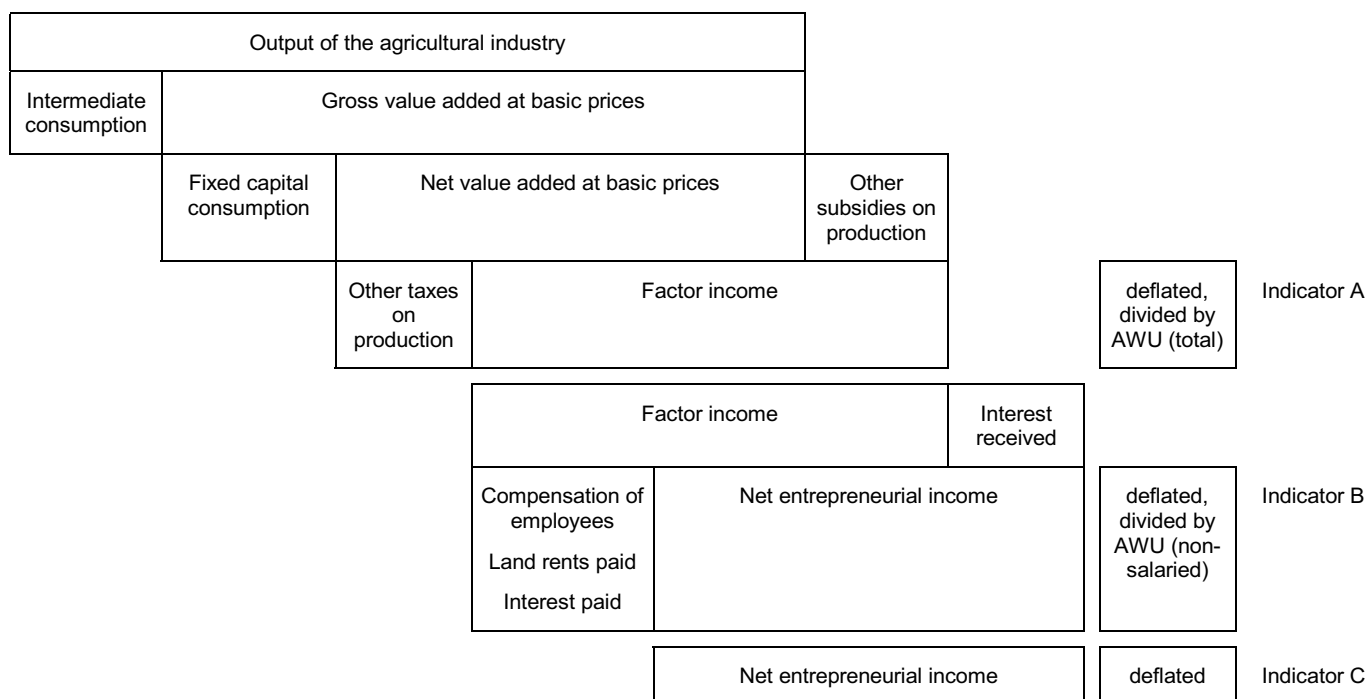 Output of the agricultural industry
Intermediate
consumption
Gross value added at basic prices
Fixed capital
consumption
Net value added at basic prices
Other
subsidies on
production
Other taxes
on
production
Factor income
deflated,
divided by
AWU (total)
Indicator A
Factor income
Interest
received
Compensation of
employees
Land rents paid
Interest paid
Net entrepreneurial income
deflated,
divided by
AWU (non-
salaried)
Indicator B
Net entrepreneurial income
deflated
Indicator C